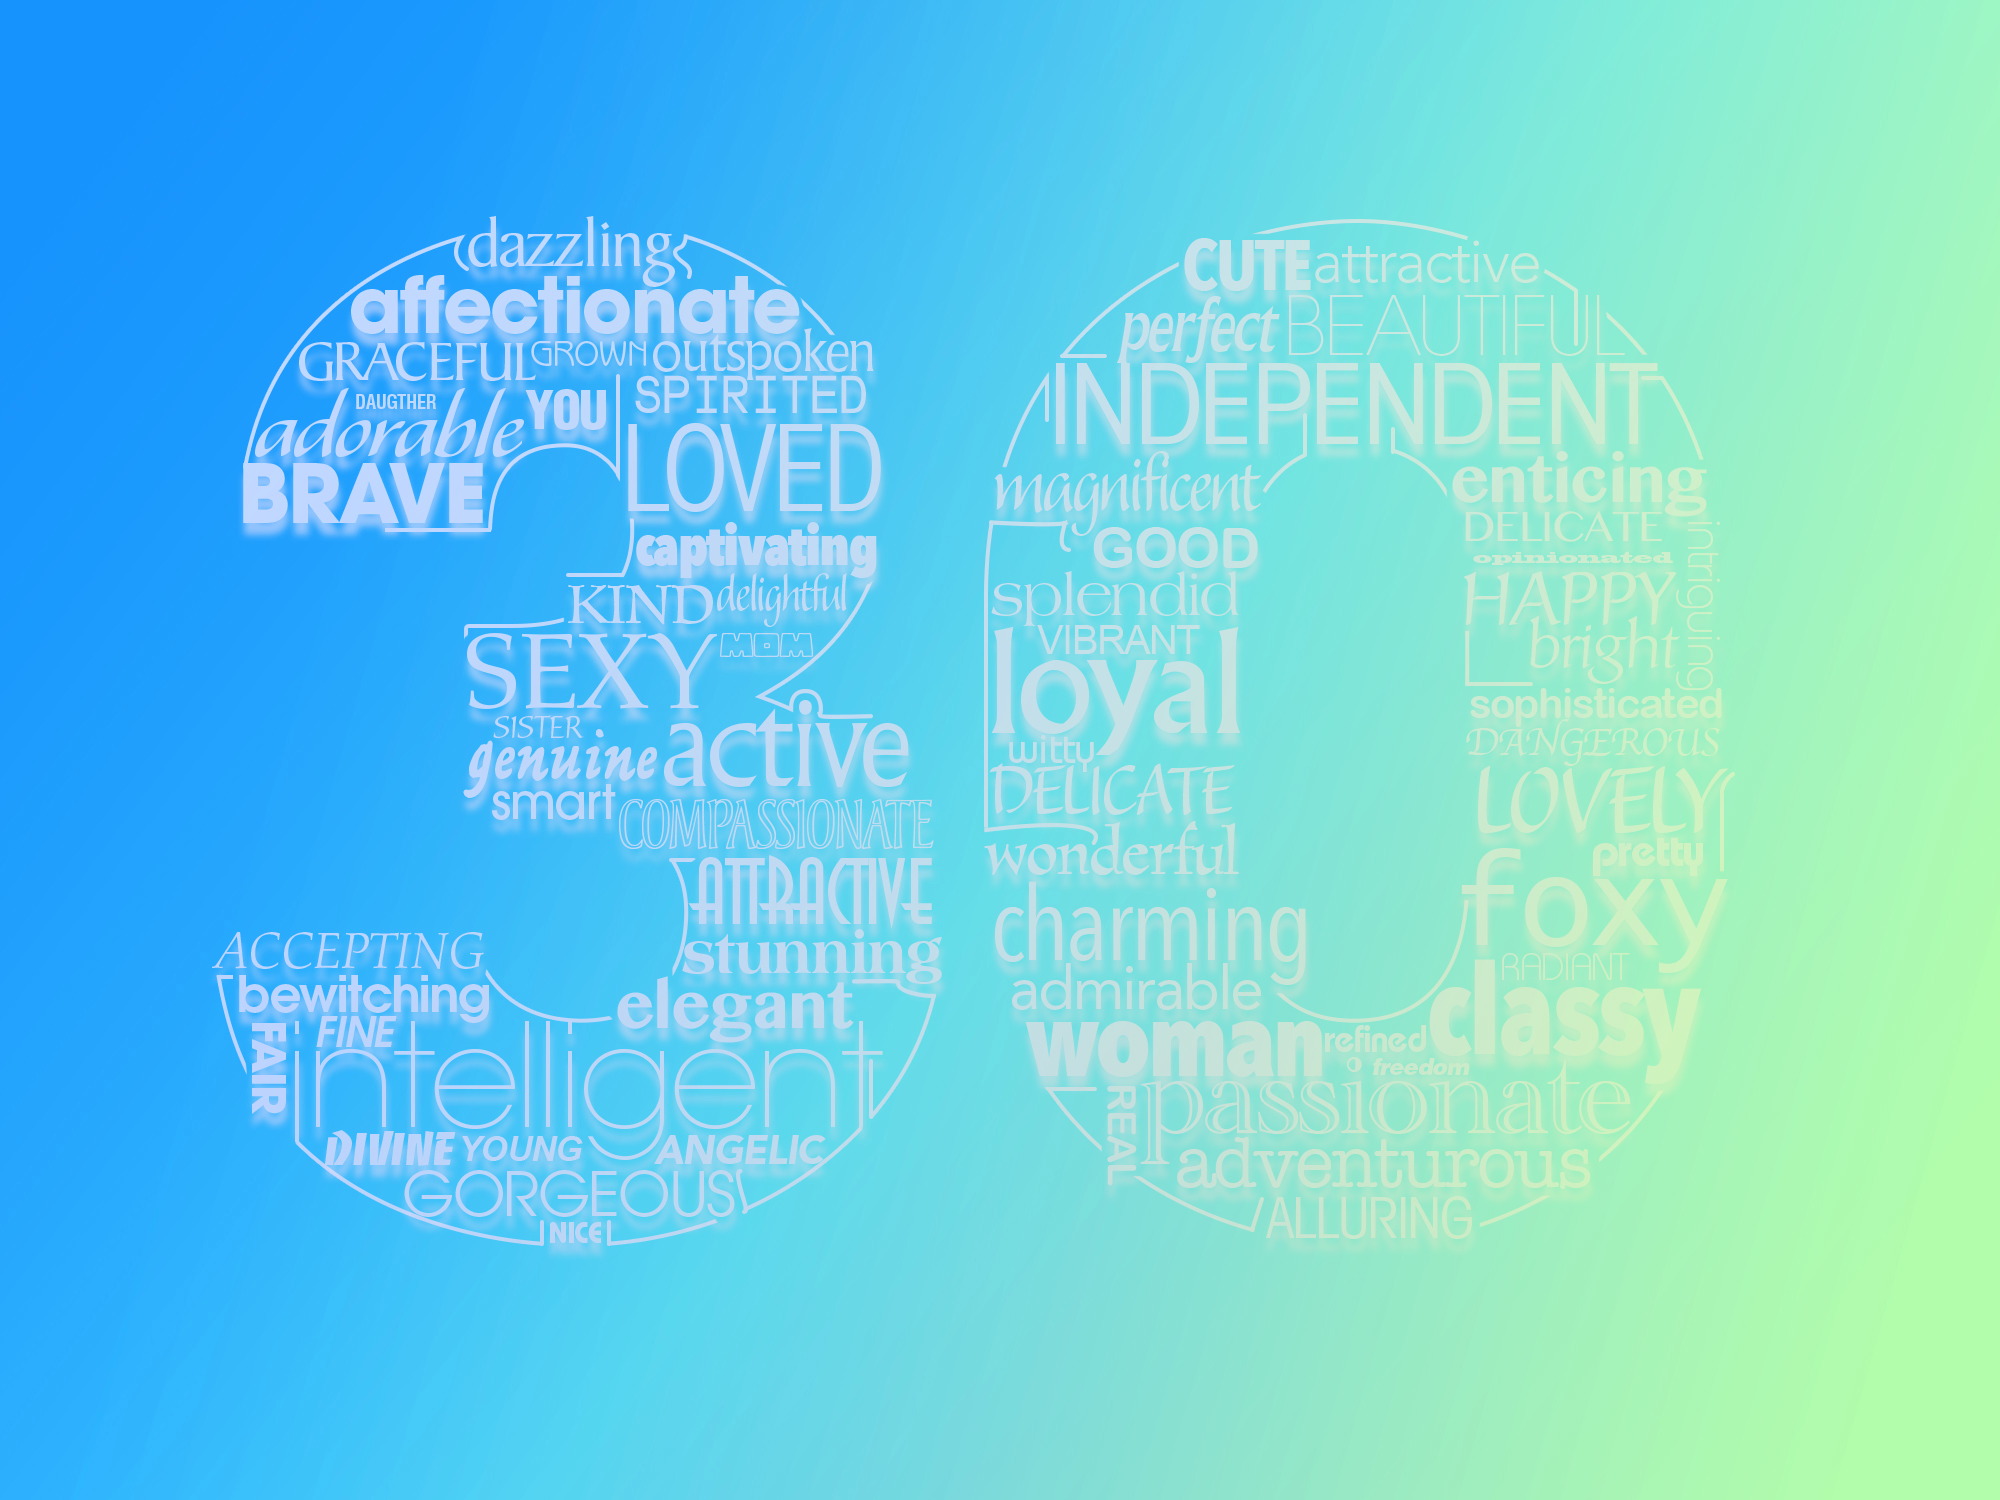 dazzling
affectionate
GRACEFUL GROWN outspoken
DAUGTHER YOU SPIRITED
adorable
BRAVE LOVED
captivating
KIND delightful
SEXY MOM
SISTER
genuine active
smart COMPASSIONATE
ATTRACTIVE
ACCEPTING stunning
bewitching elegant
FAIR FINE
intelligent
DIVINE YOUNG ANGELIC
GORGEOUS
NICE
CUTE attractive
perfect BEAUTIFUL
INDEPENDENT
magnificent enticing
GOOD DELICATE intriguing
opinionated
splendid HAPPY
VIBRANT bright
loyal sophisticated
witty DANGEROUS
DELICATE LOVELY
wonderful pretty
charming foxy
admirable RADIANT
woman refined classy
freedom
REAL passionate
adventurous
ALLURING